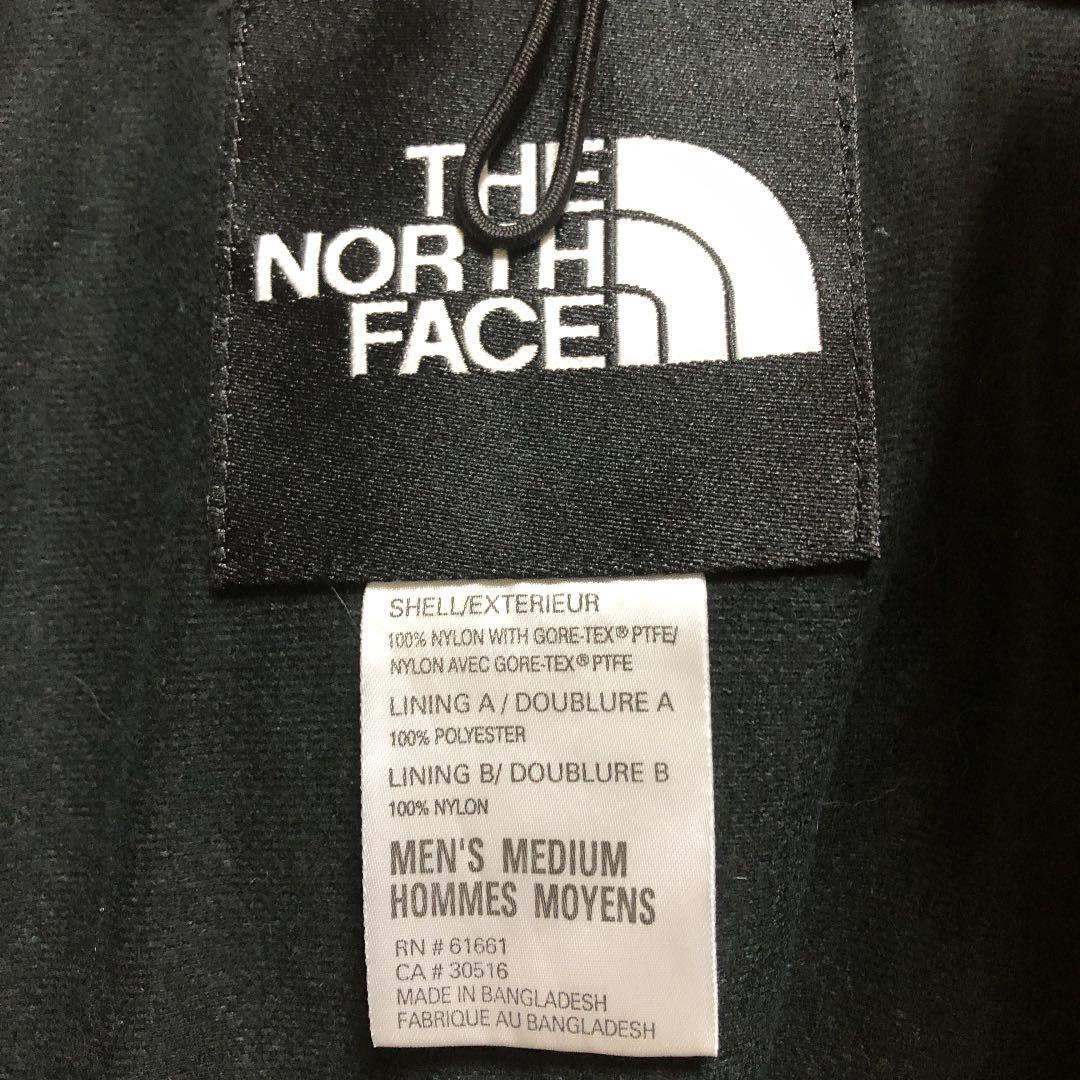 THE
NORTH
FACE
SHELL/EXTERIEUR
100% NYLON WITH GORE-TEX® PTFE/
NYLON AVEC GORE-TEX® PTFE
LINING A / DOUBLURE A
100% POLYESTER
LINING B/ DOUBLURE B
100% NYLON
MEN'S MEDIUM
HOMMES MOYENS
RN # 61661
CA # 30516
MADE IN BANGLADESH
FABRIQUE AU BANGLADESH